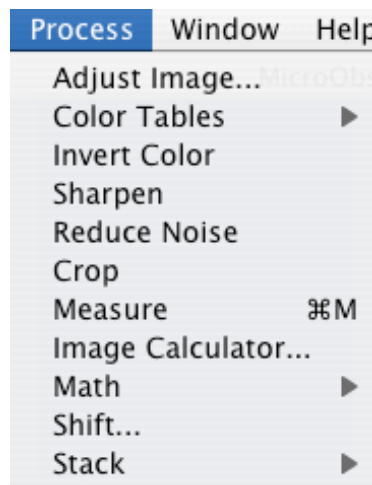 Process Window Help
Adjust Image...
Color Tables ▶
Invert Color
Sharpen
Reduce Noise
Crop
Measure ⌘M
Image Calculator...
Math ▶
Shift...
Stack ▶